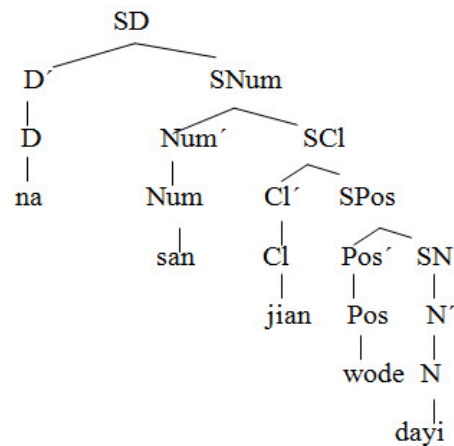 SD
D´ SNum
D Num´ SCl
na Num Cl´ SPos
san Cl Pos´ SN
jian Pos N´
wode N
dayi